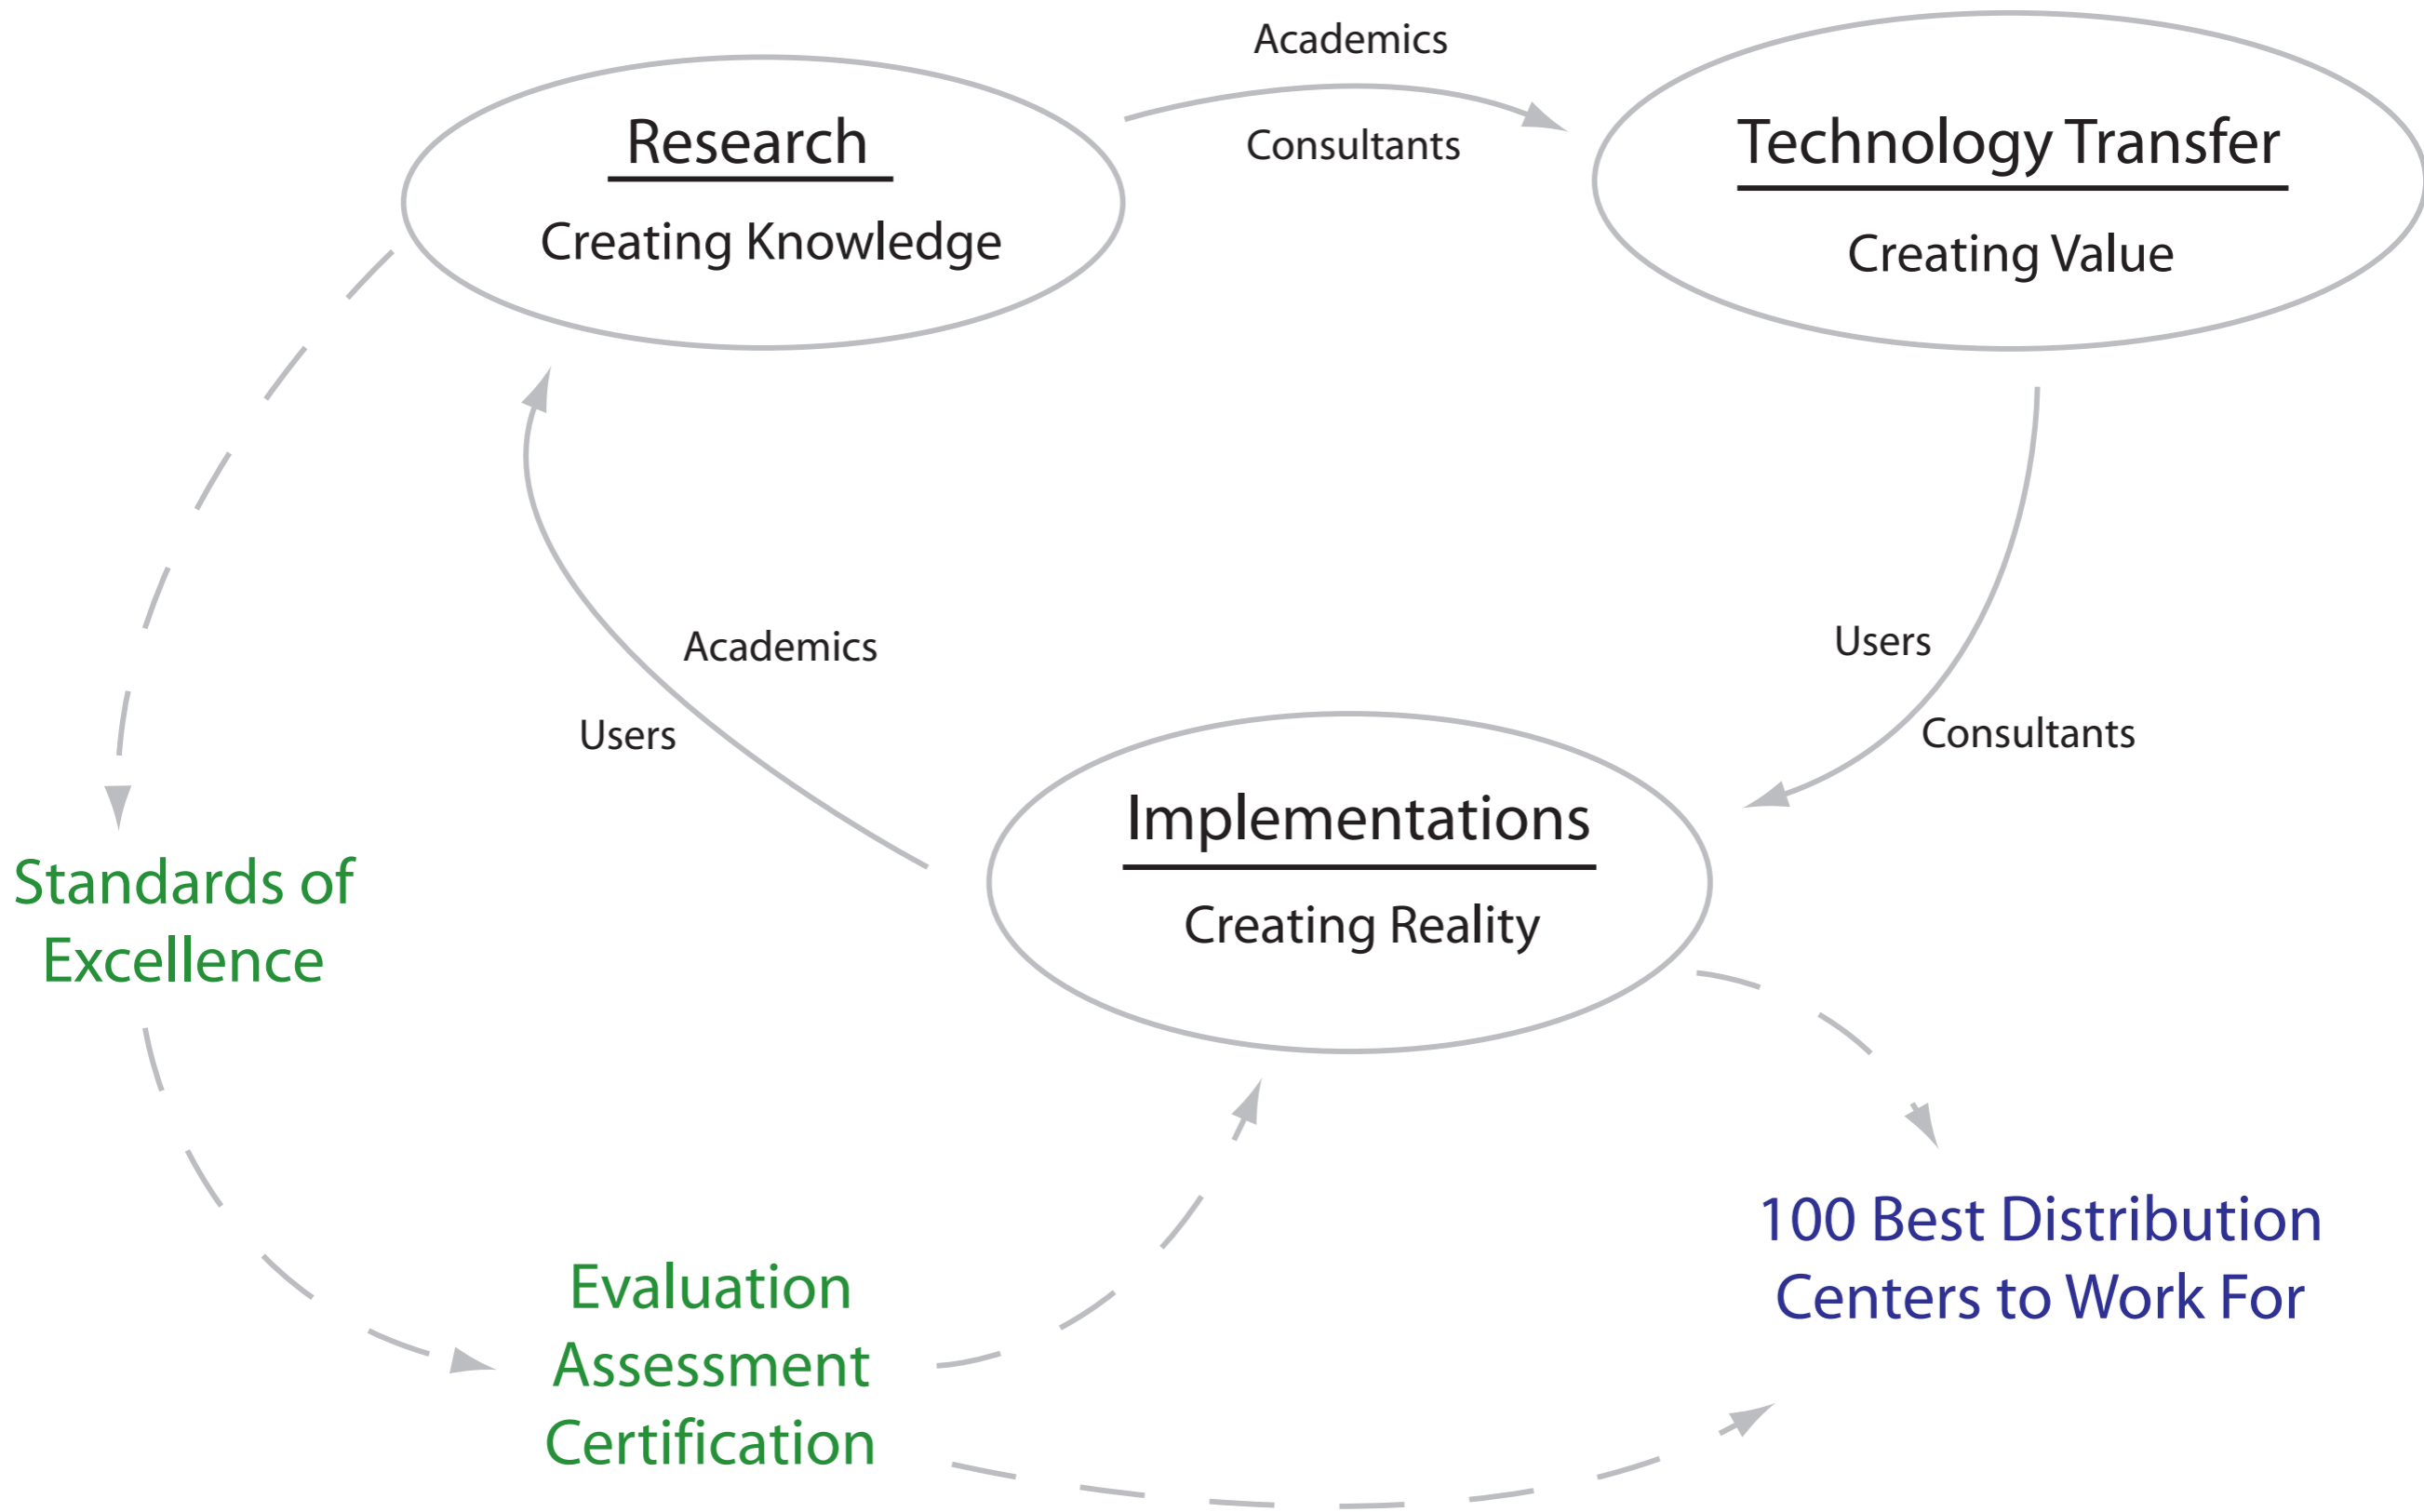 Academics
Consultants
Research
Creating Knowledge
Technology Transfer
Creating Value
Academics
Users
Users
Consultants
Implementations
Creating Reality
Standards of
Excellence
Evaluation
Assessment
Certification
100 Best Distribution
Centers to Work For